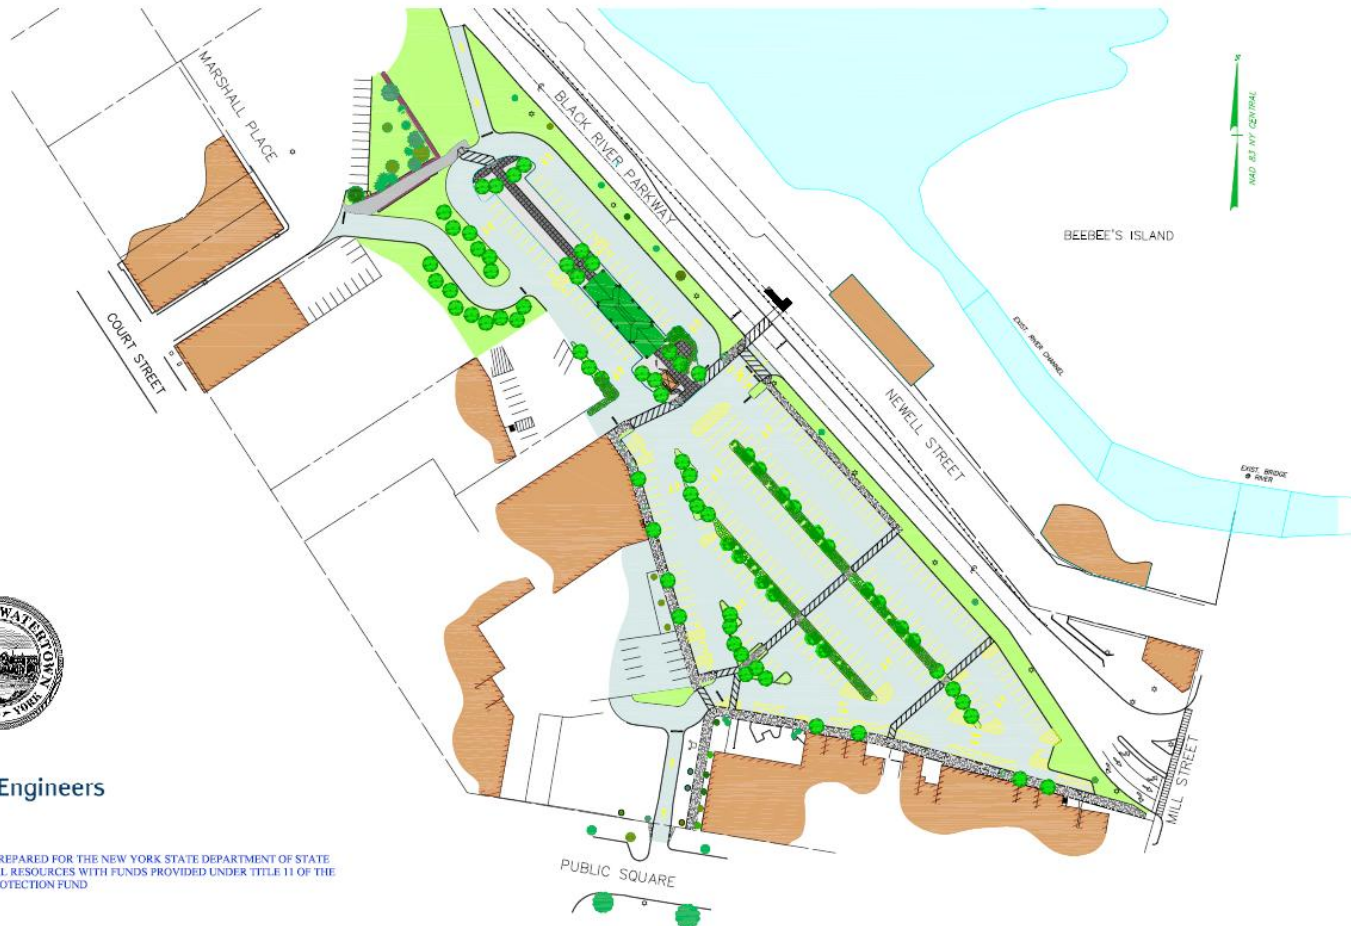 MARSHALL PLACE
BLACK RIVER PARKWAY
N
NAD 83 NY CENTRAL
BEEBEE'S ISLAND
COURT STREET
EXIST. RIVER CHANNEL
NEWELL STREET
EXIST. BRIDGE
@ RIVER
WATERTOWN
YORK
Engineers
MILL STREET
REPARED FOR THE NEW YORK STATE DEPARTMENT OF STATE
L RESOURCES WITH FUNDS PROVIDED UNDER TITLE 11 OF THE
OTECTION FUND
PUBLIC SQUARE